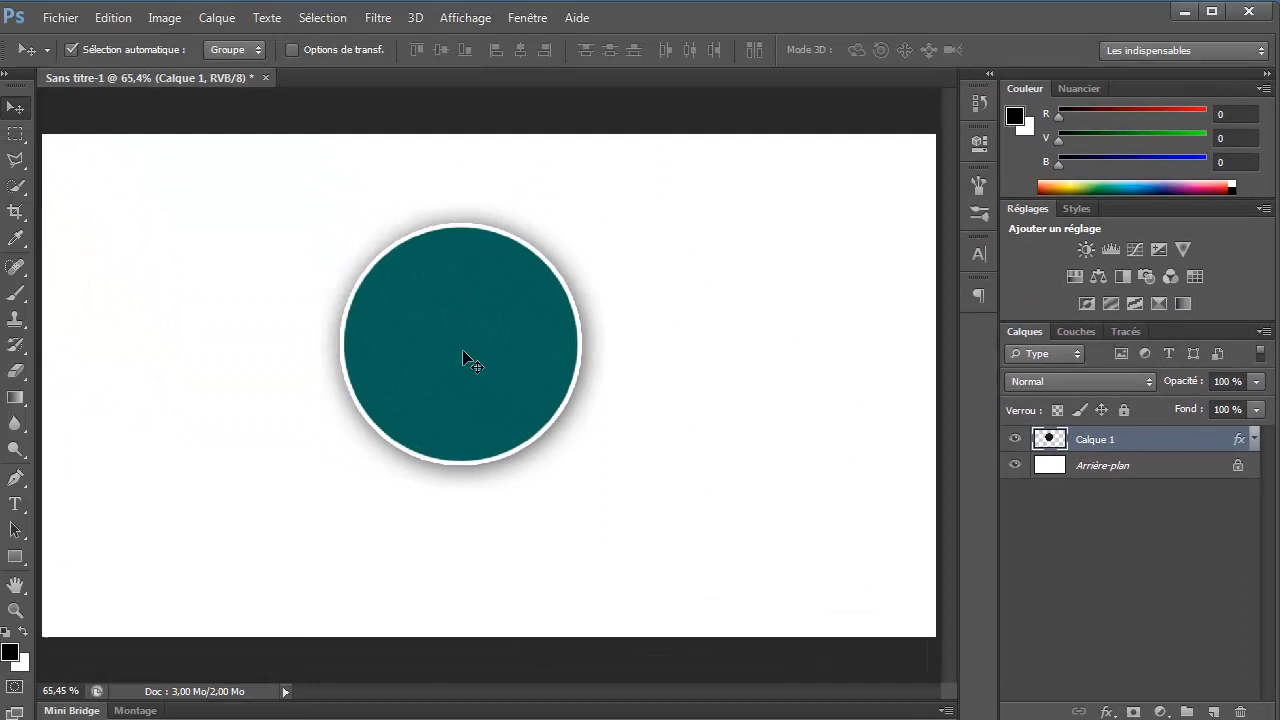 Ps Fichier Edition Image Calque Texte Sélection Filtre 3D Affichage Fenêtre Aide
Sélection automatique : Groupe Options de transf. Mode 3D : Les indispensables
Sans titre-1 @ 65,4% (Calque 1, RVB/8) * ×
Couleur Nuancier
R 0
V 0
B 0
Réglages Styles
Ajouter un réglage
Calques Couches Tracés
Type
Normal Opacité : 100 %
Verrou : Fond : 100 %
Calque 1 fx
Arrière-plan
65,45 % Doc : 3,00 Mo/2,00 Mo
Mini Bridge Montage
fx